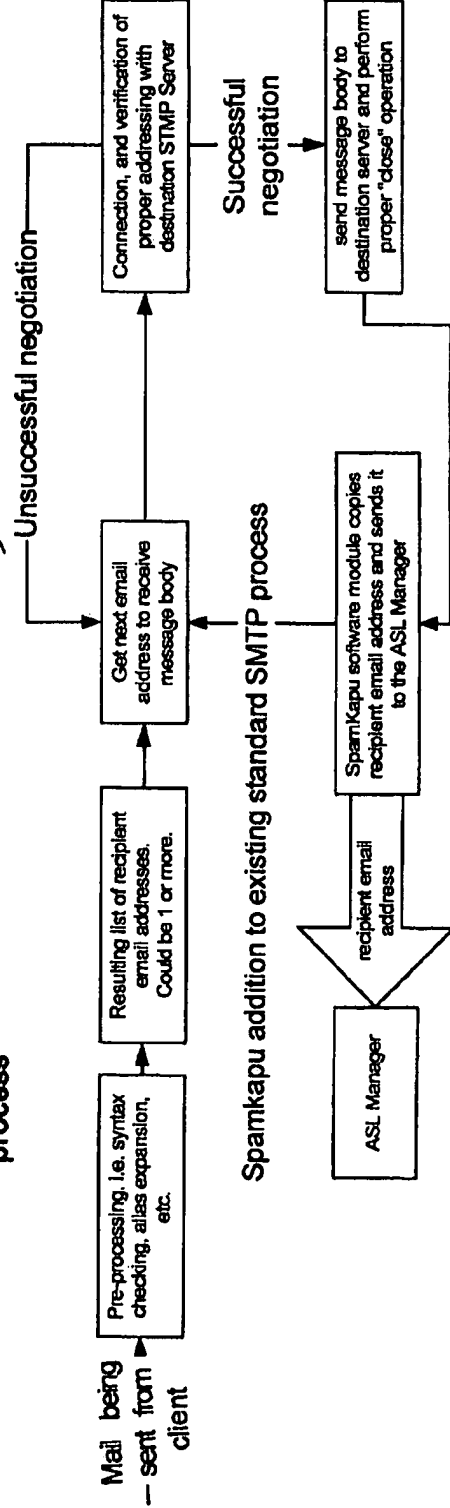 process
Mail being
sent from
client
Pre-processing, i.e. syntax
checking, alias expansion,
etc.
Resulting list of recipient
email addresses.
Could be 1 or more.
Get next email
address to receive
message body
Unsuccessful negotiation
Connection, and verification of
proper addressing with
destination STMP Server
Successful
negotiation
send message body to
destination server and perform
proper "close" operation
Spamkapu addition to existing standard SMTP process
SpamKapu software module copies
recipient email address and sends it
to the ASL Manager
recipient email
address
ASL Manager